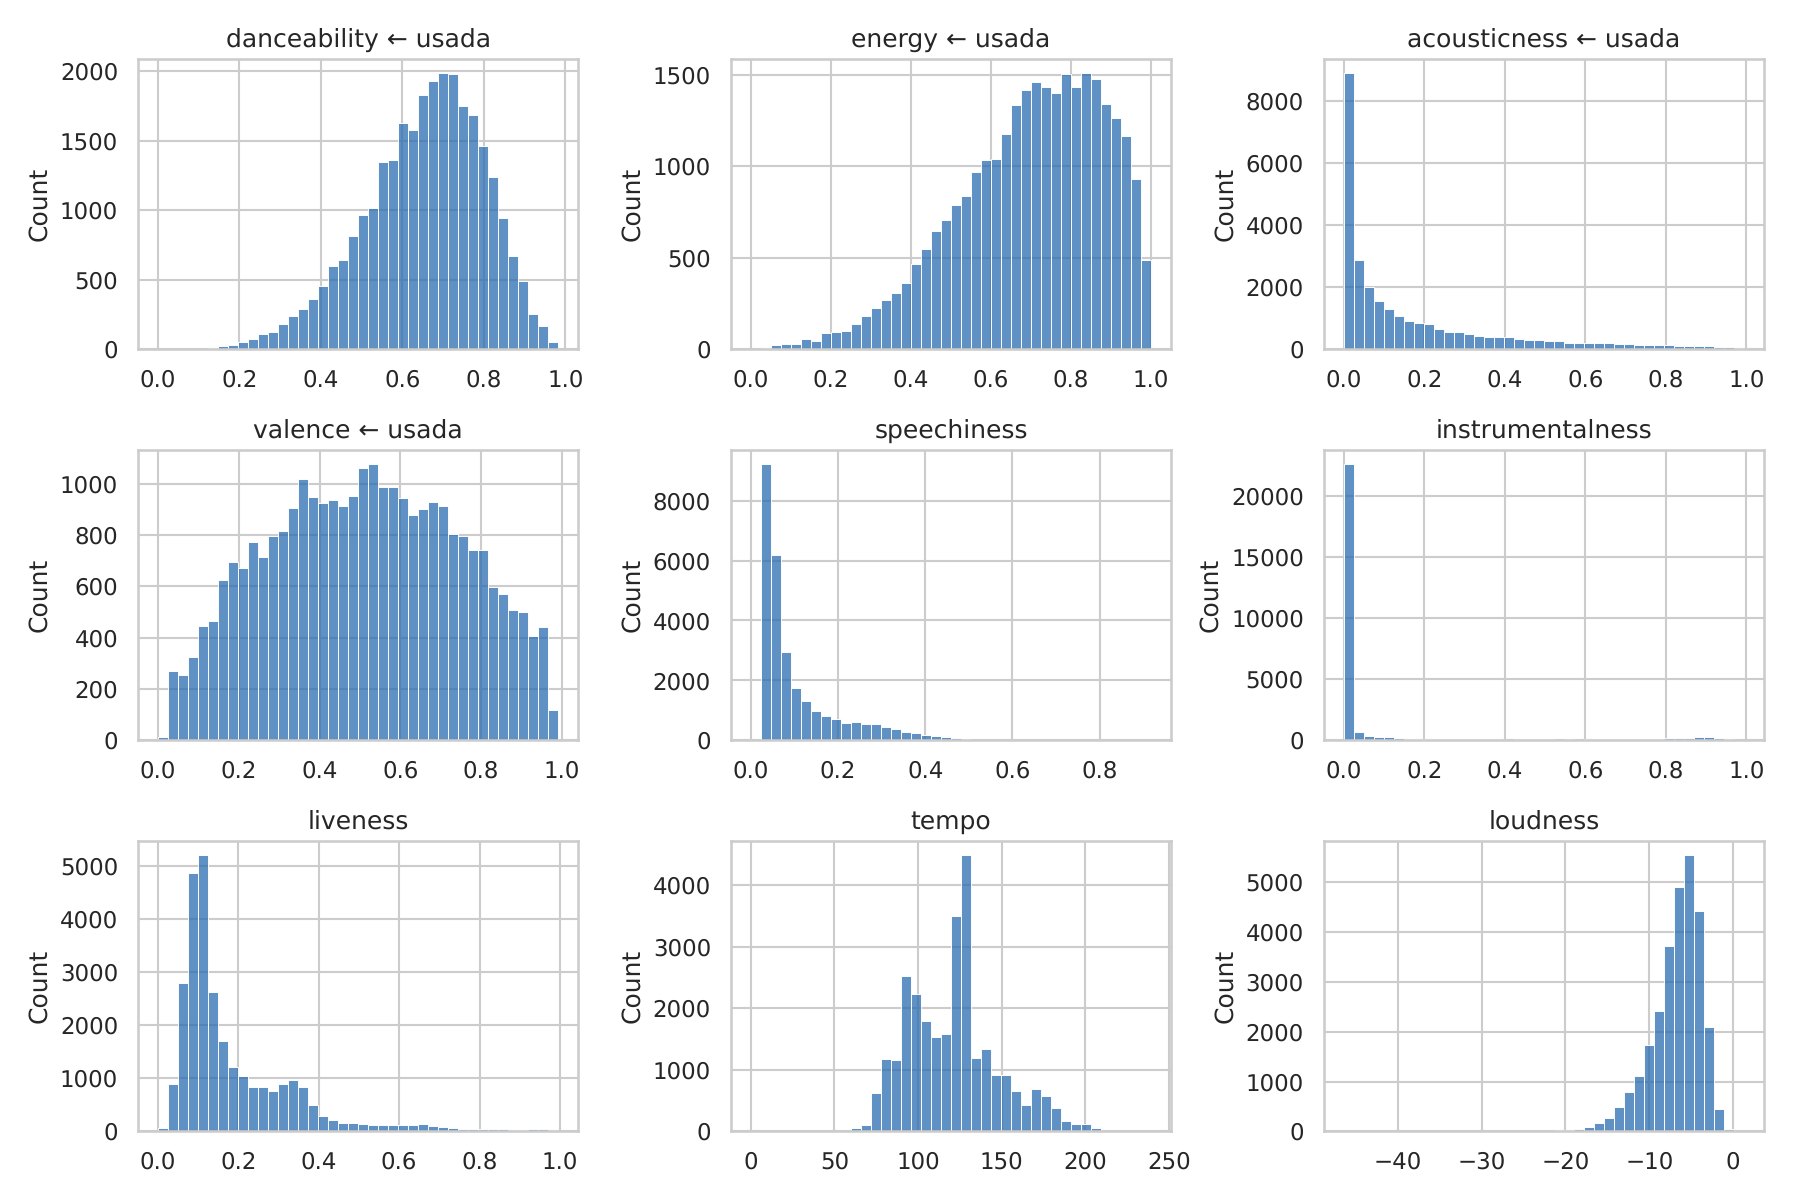 danceability ← usada
energy ← usada
acousticness ← usada
Count
2000
1500
1000
500
0
0.0 0.2 0.4 0.6 0.8 1.0
Count
1500
1000
500
0
0.0 0.2 0.4 0.6 0.8 1.0
Count
8000
6000
4000
2000
0
0.0 0.2 0.4 0.6 0.8 1.0
valence ← usada
speechiness
instrumentalness
Count
1000
800
600
400
200
0
0.0 0.2 0.4 0.6 0.8 1.0
Count
8000
6000
4000
2000
0
0.0 0.2 0.4 0.6 0.8
Count
20000
15000
10000
5000
0
0.0 0.2 0.4 0.6 0.8 1.0
liveness
tempo
loudness
Count
5000
4000
3000
2000
1000
0
0.0 0.2 0.4 0.6 0.8 1.0
Count
4000
3000
2000
1000
0
0 50 100 150 200 250
Count
5000
4000
3000
2000
1000
0
−40 −30 −20 −10 0